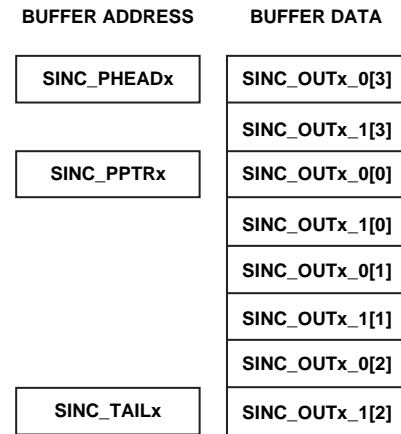 BUFFER ADDRESS BUFFER DATA
SINC_PHEADx SINC_OUTx_0[3]
SINC_OUTx_1[3]
SINC_PPTRx SINC_OUTx_0[0]
SINC_OUTx_1[0]
SINC_OUTx_0[1]
SINC_OUTx_1[1]
SINC_OUTx_0[2]
SINC_TAILx SINC_OUTx_1[2]